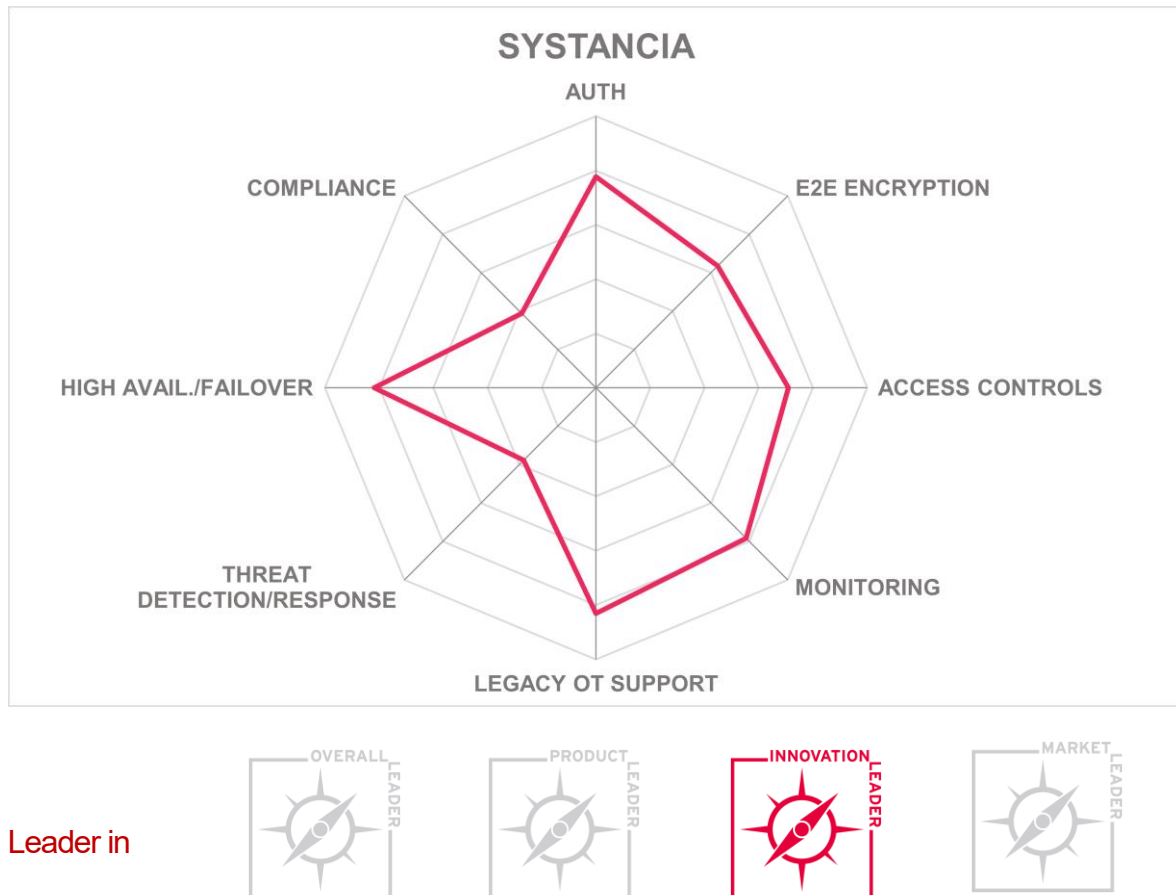 SYSTANCIA
AUTH
COMPLIANCE
E2E ENCRYPTION
HIGH AVAIL./FAILOVER
ACCESS CONTROLS
THREAT
DETECTION/RESPONSE
MONITORING
LEGACY OT SUPPORT
Leader in
OVERALL
LEADER
PRODUCT
LEADER
INNOVATION
LEADER
MARKET
LEADER